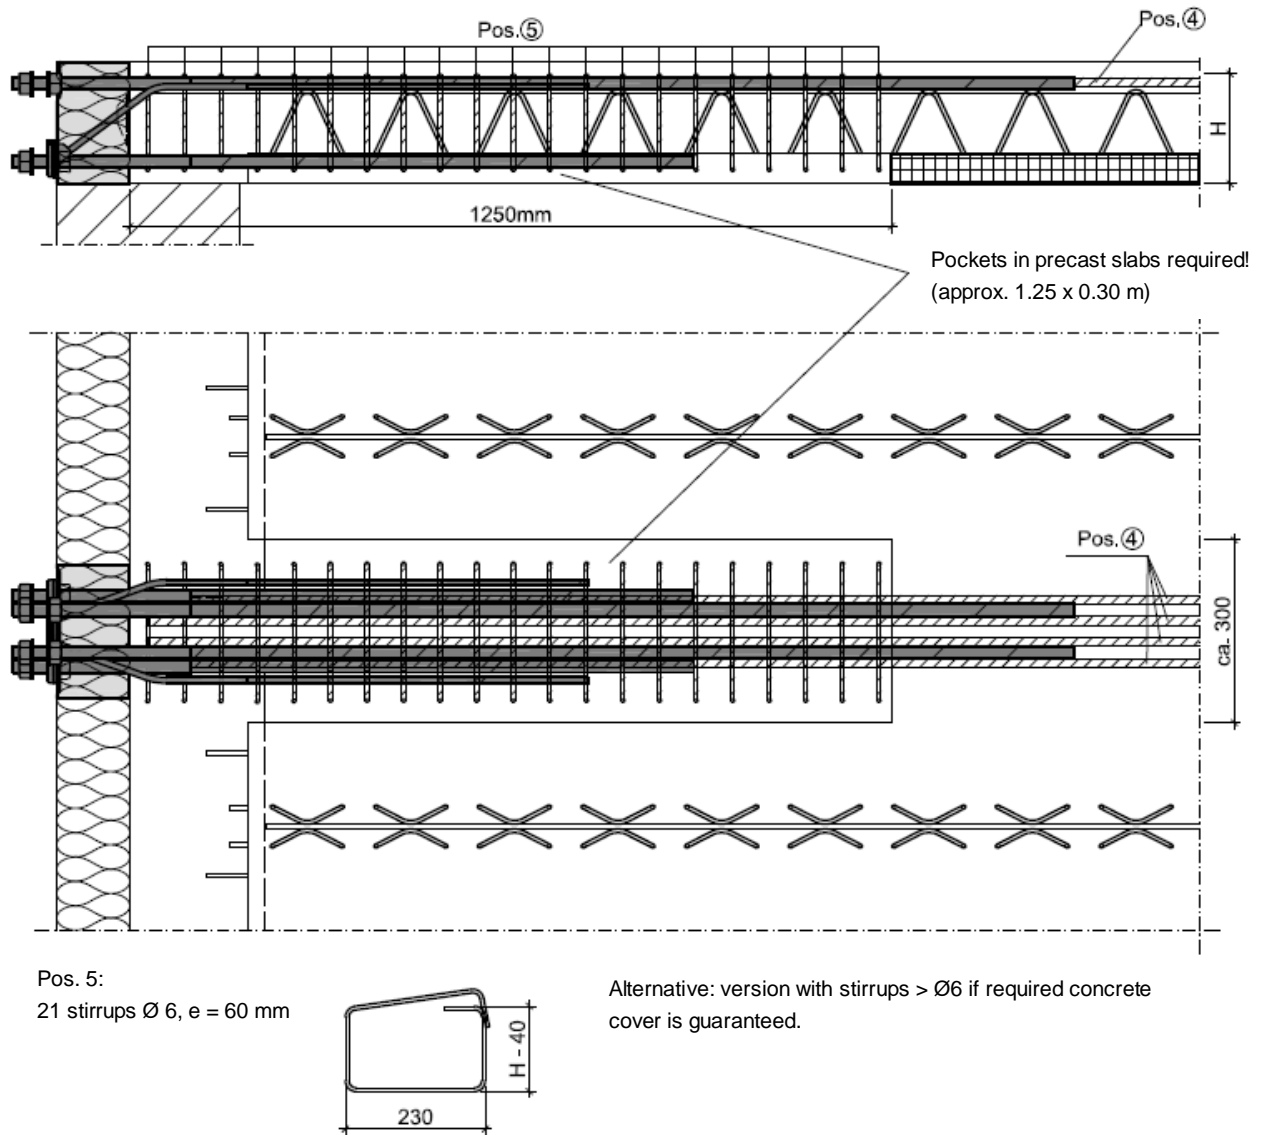 Pos.⑤
Pos.④
H
1250mm
Pockets in precast slabs required!
(approx. 1.25 x 0.30 m)
Pos.④
ca. 300
Pos. 5:
21 stirrups Ø 6, e = 60 mm
H - 40
230
Alternative: version with stirrups > Ø6 if required concrete
cover is guaranteed.